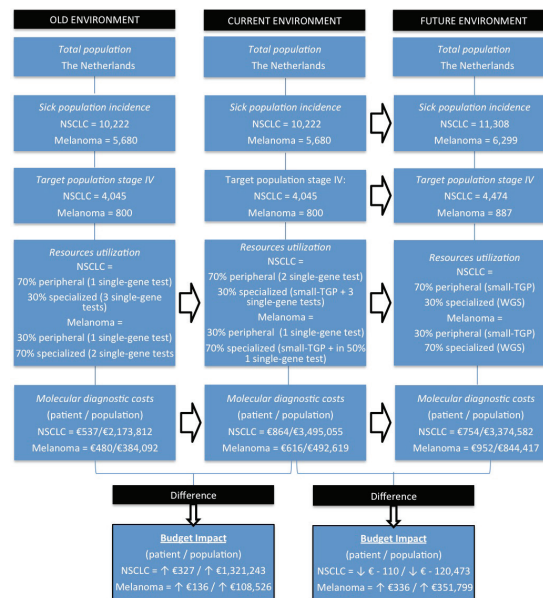 OLD ENVIRONMENT
Total population
The Netherlands
Sick population incidence
NSCLC = 10,222
Melanoma = 5,680
Target population stage IV
NSCLC = 4,045
Melanoma = 800
Resources utilization
NSCLC =
70% peripheral (1 single-gene test)
30% specialized (3 single-gene
tests)
Melanoma =
30% peripheral (1 single-gene test)
70% specialized (2 single-gene tests
Molecular diagnostic costs
(patient / population)
NSCLC = €537/€2,173,812
Melanoma = €480/€384,092
CURRENT ENVIRONMENT
Total population
The Netherlands
Sick population incidence
NSCLC = 10,222
Melanoma = 5,680
Target population stage IV:
NSCLC = 4,045
Melanoma = 800
Resources utilization
NSCLC =
70% peripheral (2 single-gene test)
30% specialized (small-TGP + 3
single-gene tests)
Melanoma =
30% peripheral (1 single-gene test)
70% specialized (small-TGP + in 50%
1 single-gene test)
Molecular diagnostic costs
(patient / population)
NSCLC = €864/€3,495,055
Melanoma = €616/€492,619
FUTURE ENVIRONMENT
Total population
The Netherlands
Sick population incidence
NSCLC = 11,308
Melanoma = 6,299
Target population stage IV
NSCLC = 4,474
Melanoma = 887
Resources utilization
NSCLC =
70% peripheral (small-TGP)
30% specialized (WGS)
Melanoma =
30% peripheral (small-TGP)
70% specialized (WGS)
Molecular diagnostic costs
(patient / population)
NSCLC = €754/€3,374,582
Melanoma = €952/€844,417
Difference
Budget Impact
(patient / population)
NSCLC = ↑ €327 / ↑ €1,321,243
Melanoma = ↑ €136 / ↑ €108,526
Difference
Budget Impact
(patient / population)
NSCLC = ↓ € - 110 / ↓ € - 120,473
Melanoma = ↑ €336 / ↑ €351,799